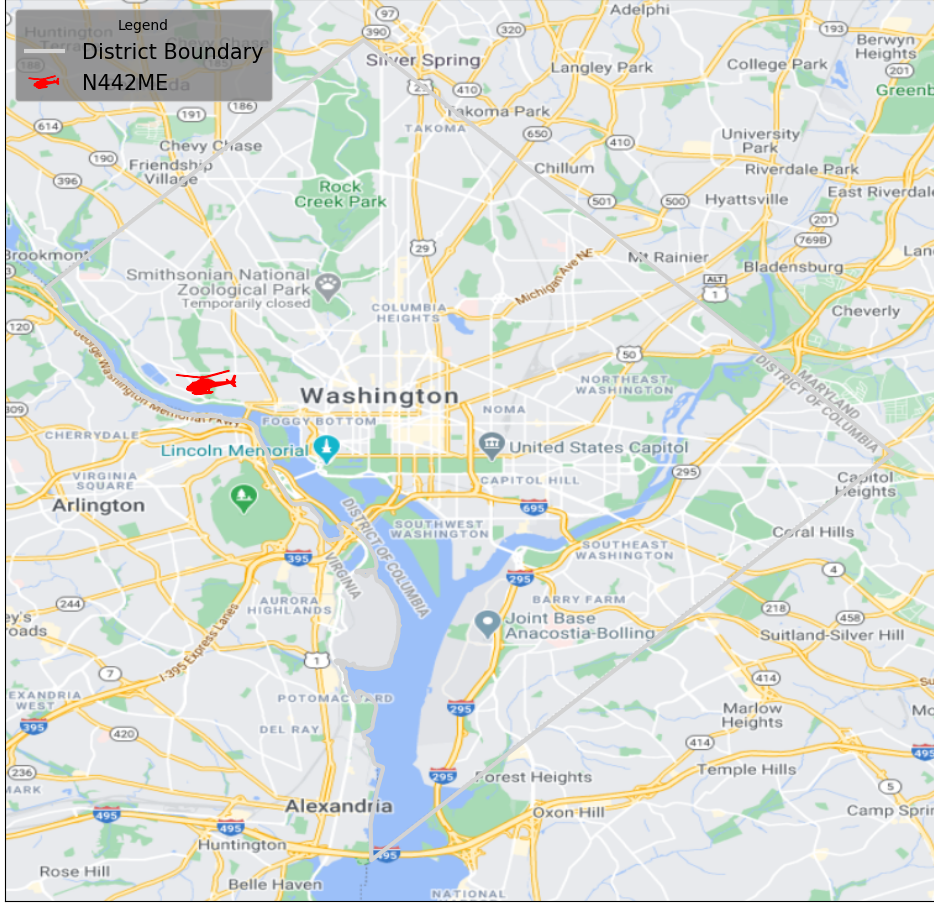 Legend
District Boundary
N442ME
Adelphi
97
390
320
193
Berwyn
Heights
201
Silver Spring
Langley Park
College Park
Greenb
29
410
Takoma Park
186
191
614
TAKOMA
650
410
University
Park
190
Chevy Chase
Friendship
Village
396
Chillum
Riverdale Park
Rock
Creek Park
501
500
Hyattsville
East Riverdale
201
769B
29
Brookmont
Smithsonian National
Zoological Park
Temporarily closed
Michigan Ave NE
Mt Rainier
Bladensburg
Lan
ALT
1
3
COLUMBIA
HEIGHTS
Cheverly
120
George Washington Memorial Pkwy
50
Washington
NORTHEAST
WASHINGTON
MARYLAND
DISTRICT OF COLUMBIA
309
NOMA
FOGGY BOTTOM
CHERRYDALE
Lincoln Memorial
United States Capitol
295
VIRGINIA
SQUARE
CAPITOL HILL
Capitol
Heights
Arlington
695
DISTRICT OF COLUMBIA
VIRGINIA
SOUTHWEST
WASHINGTON
Coral Hills
395
SOUTHEAST
WASHINGTON
295
4
244
AURORA
HIGHLANDS
BARRY FARM
218
458
ey's
roads
Joint Base
Anacostia-Bolling
Suitland-Silver Hill
I-395 Express Lanes
1
7
414
Su
EXANDRIA
WEST
POTOMAC YARD
295
Marlow
Heights
Mo
395
420
DEL RAY
414
495
236
MARK
295
Forest Heights
Temple Hills
5
Alexandria
495
495
Oxon Hill
Camp Sprin
Huntington
495
Rose Hill
Belle Haven
NATIONAL